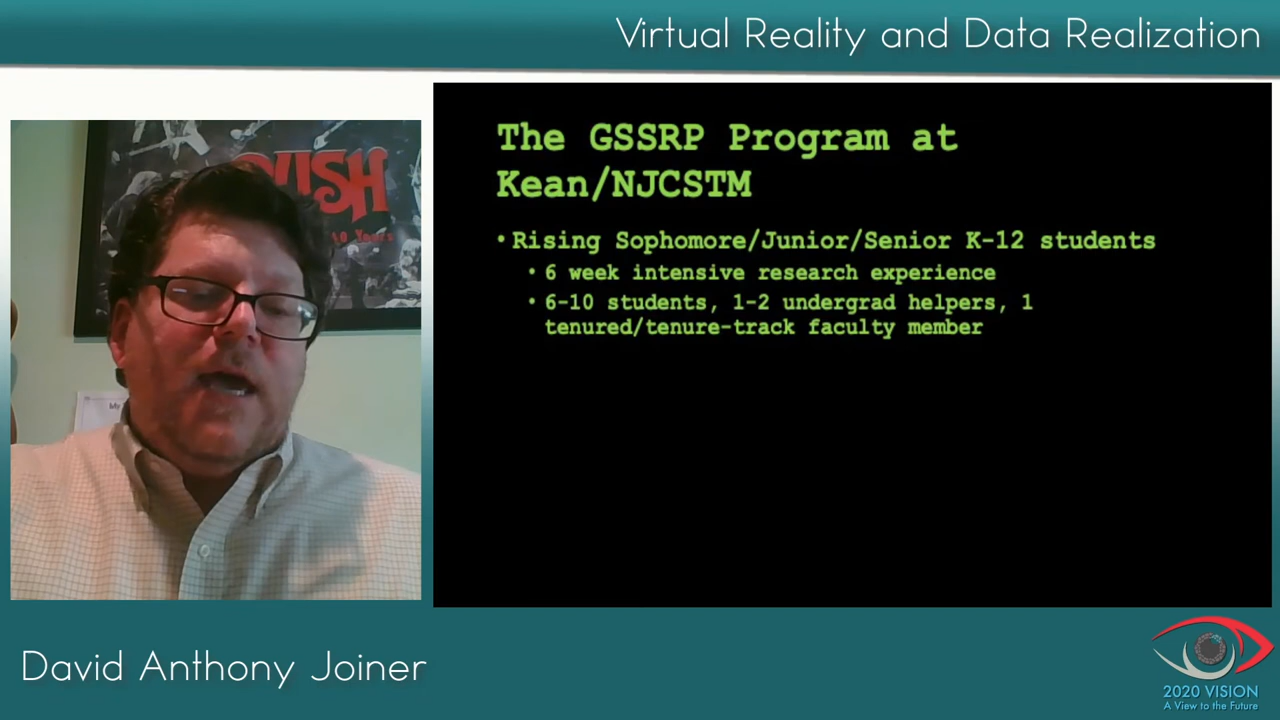 Virtual Reality and Data Realization
RUSH
The GSSRP Program at
Kean/NJCSTM
• Rising Sophomore/Junior/Senior K-12 students
• 6 week intensive research experience
• 6-10 students, 1-2 undergrad helpers, 1
tenured/tenure-track faculty member
David Anthony Joiner
2020 VISION
A View to the Future